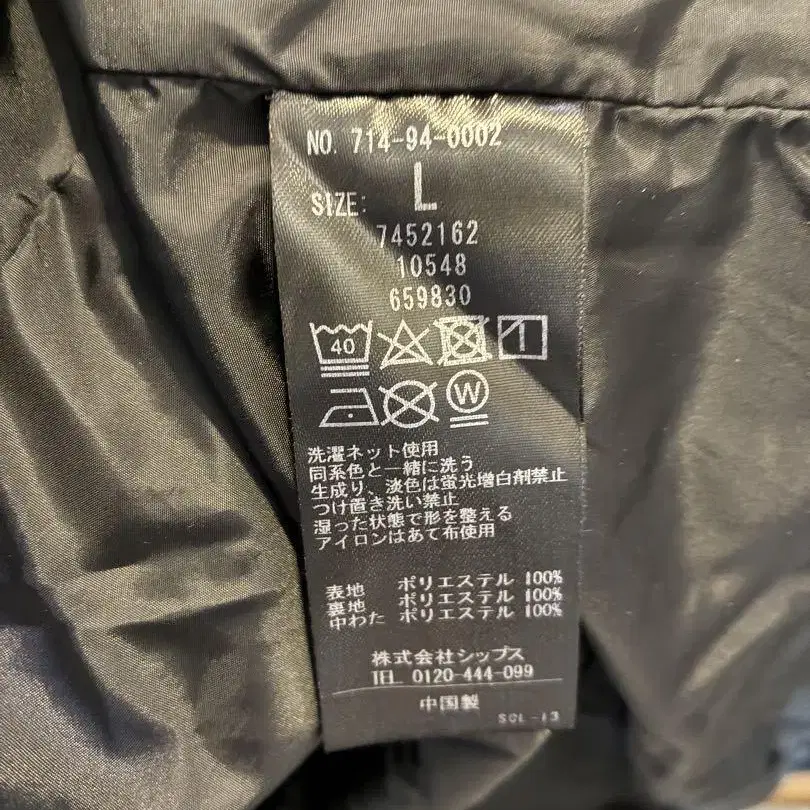 NO. 714-94-0002
SIZE: L
7452162
10548
659830
40
W
洗濯ネット使用
同系色と一緒に洗う
生成り、淡色は蛍光増白剤禁止
つけ置き洗い禁止
湿った状態で形を整える
アイロンはあて布使用
表地 ポリエステル 100%
裏地 ポリエステル 100%
中わた ポリエステル 100%
株式会社シップス
TEL. 0120-444-099
中国製
SCL-13